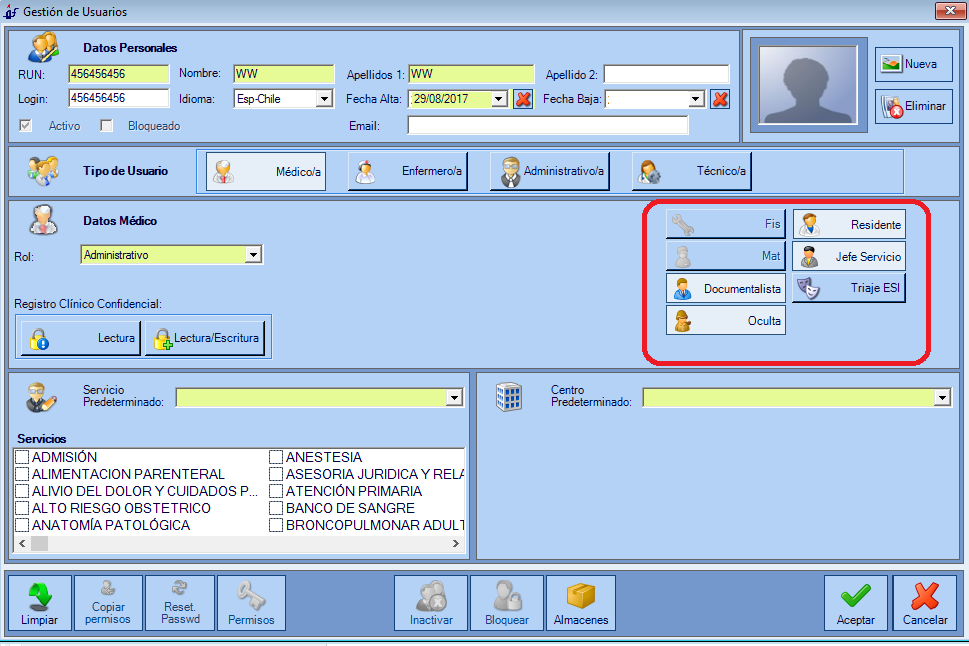 Gestión de Usuarios
Datos Personales
RUN: 456456456 Nombre: WW Apellidos 1: WW Apellido 2:
Login: 456456456 Idioma: Esp-Chile Fecha Alta: 29/08/2017 Fecha Baja: :
Activo Bloqueado Email:
Nueva
Eliminar
Tipo de Usuario Médico/a Enfermero/a Administrativo/a Técnico/a
Datos Médico
Rol: Administrativo
Registro Clínico Confidencial:
Lectura Lectura/Escritura
Fis Residente
Mat Jefe Servicio
Documentalista Triaje ESI
Oculta
Servicio
Predeterminado:
Centro
Predeterminado:
Servicios
ADMISIÓN ANESTESIA
ALIMENTACION PARENTERAL ASESORIA JURIDICA Y RELA
ALIVIO DEL DOLOR Y CUIDADOS P... ATENCIÓN PRIMARIA
ALTO RIESGO OBSTETRICO BANCO DE SANGRE
ANATOMÍA PATOLÓGICA BRONCOPULMONAR ADULT
Limpiar
Copiar
permisos
Reset.
Passwd
Permisos
Inactivar
Bloquear
Almacenes
Aceptar
Cancelar